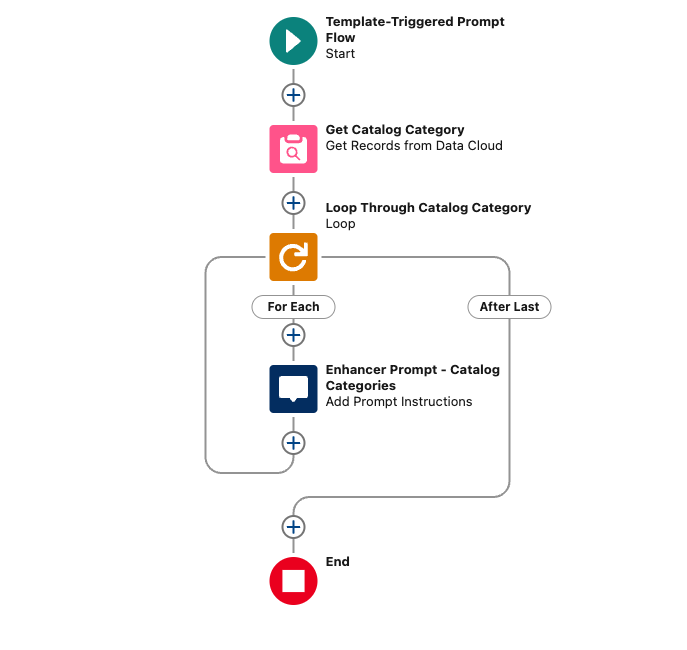 Template-Triggered Prompt
Flow
Start
Get Catalog Category
Get Records from Data Cloud
Loop Through Catalog Category
Loop
For Each
After Last
Enhancer Prompt - Catalog
Categories
Add Prompt Instructions
End